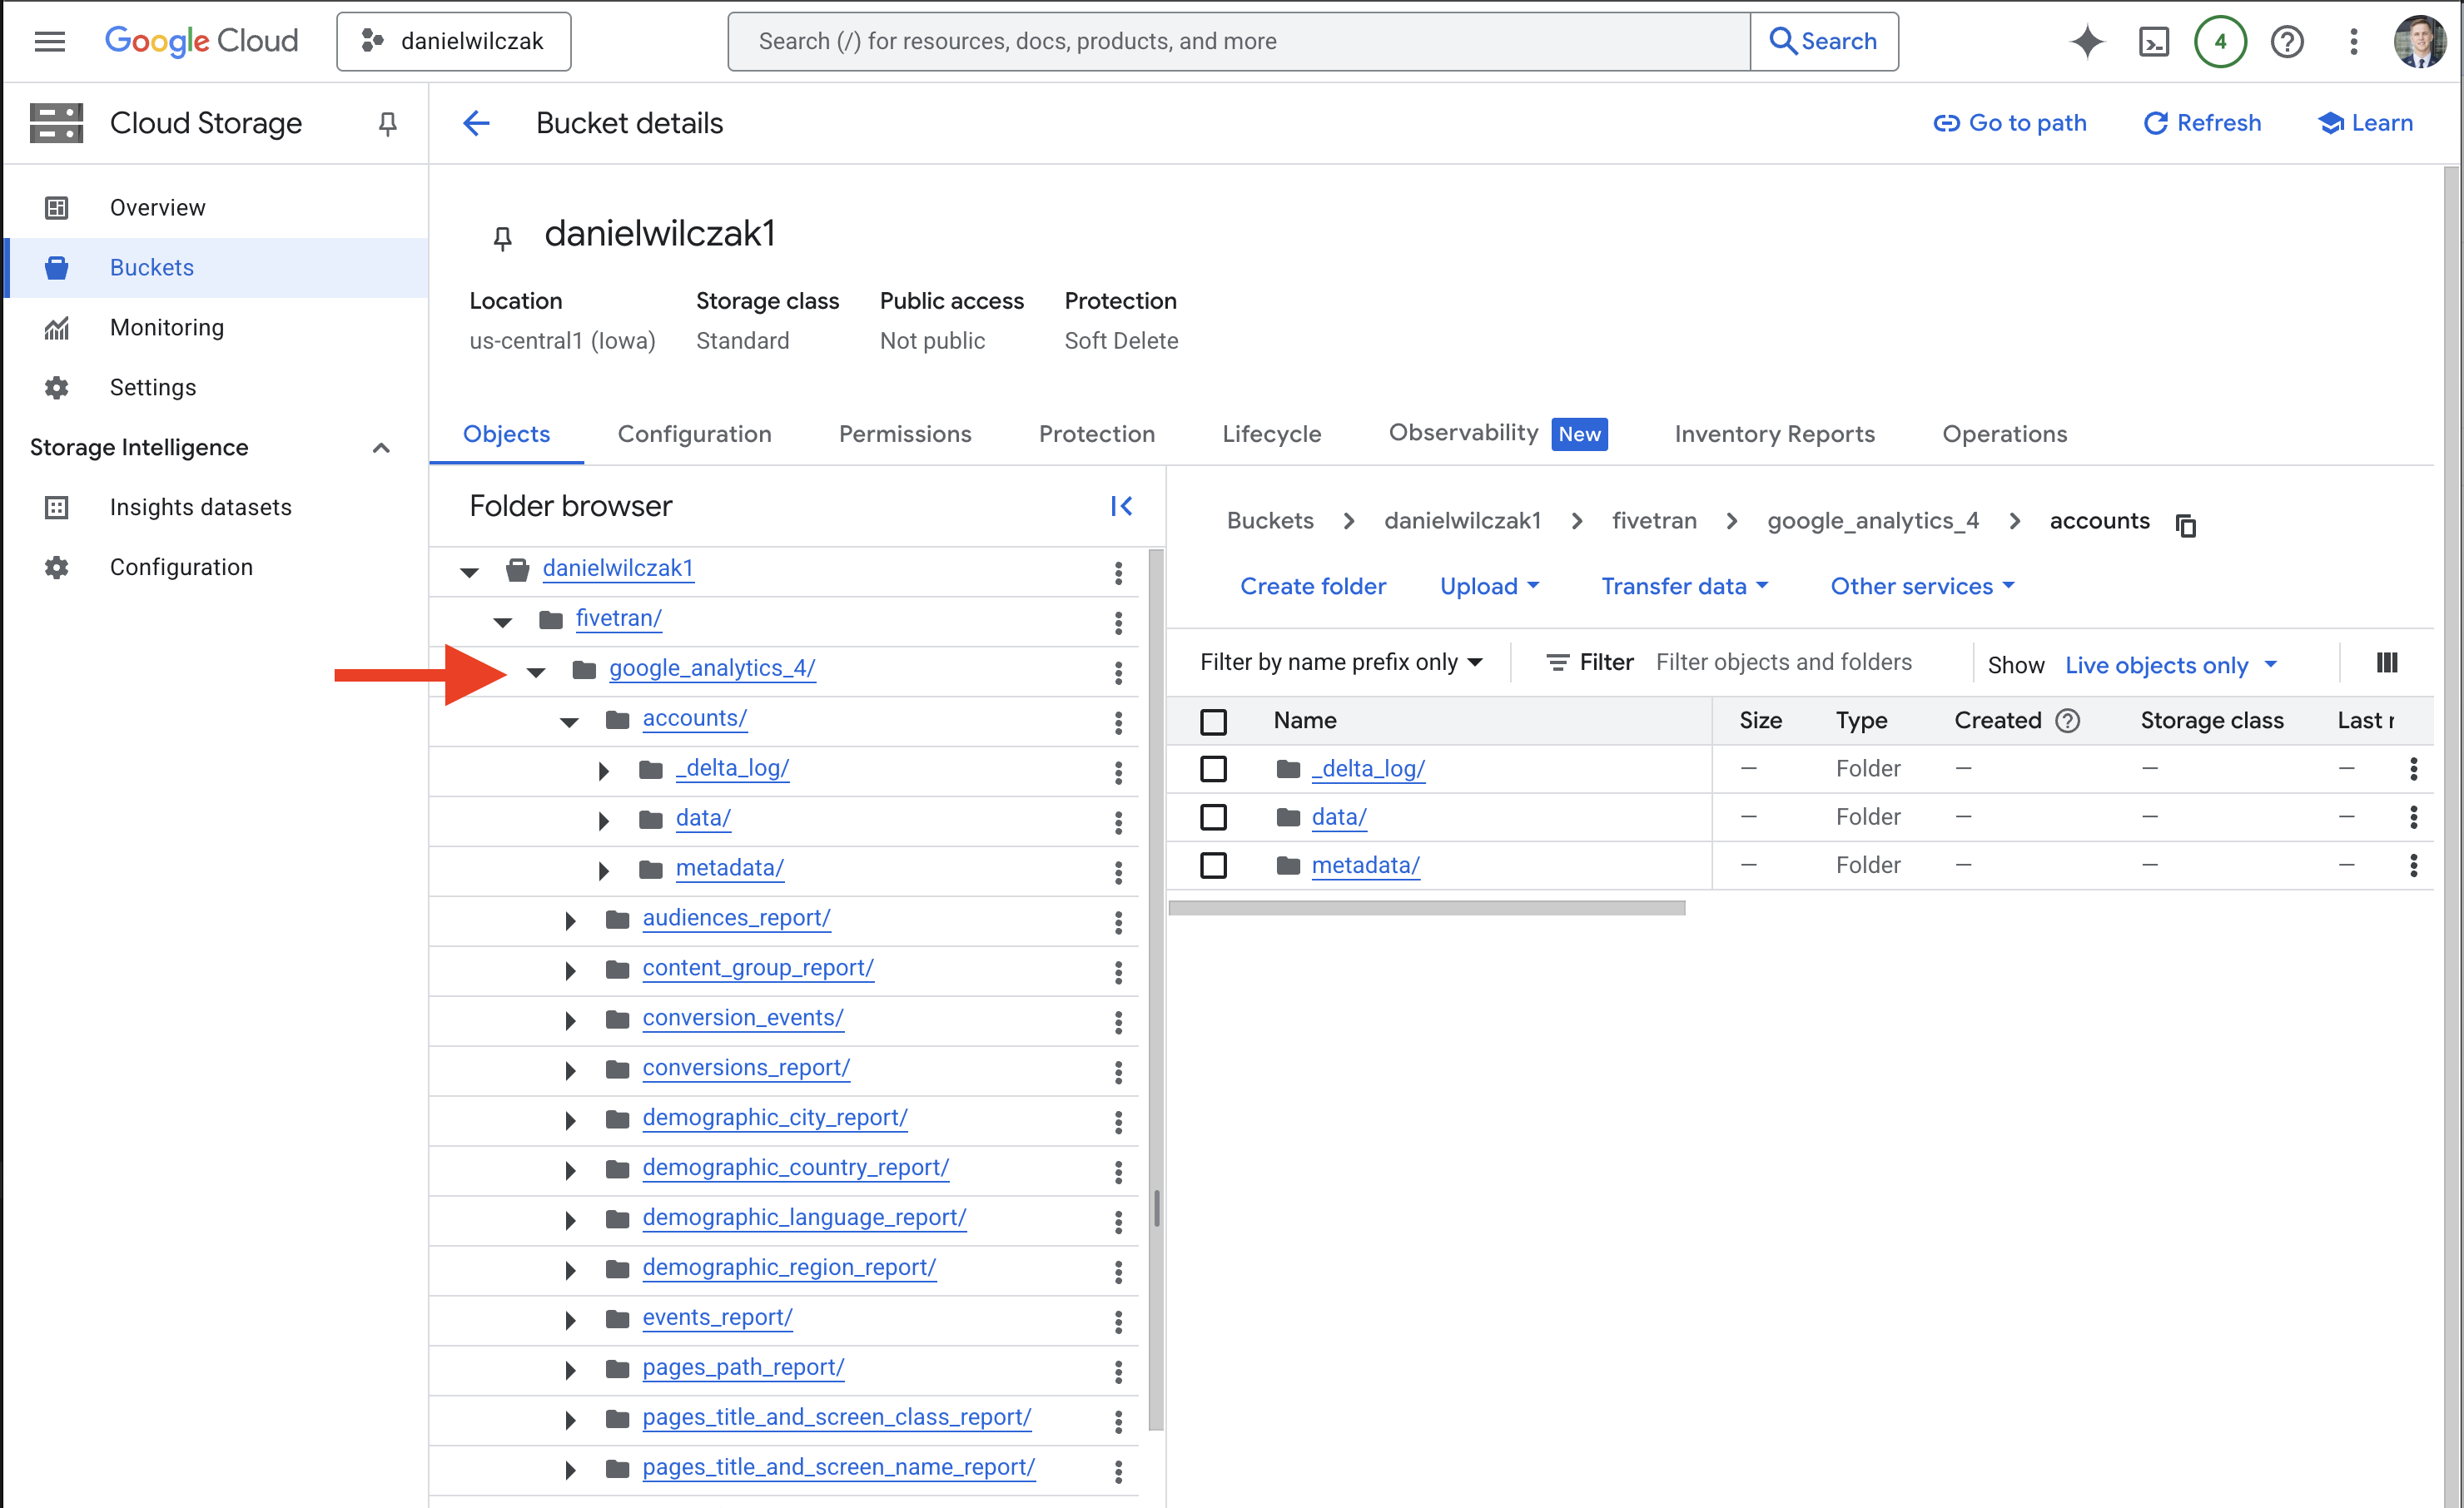 Google Cloud
danielwilczak
Search (/) for resources, docs, products, and more
Search
4
Cloud Storage
Bucket details
Go to path
Refresh
Learn
Overview
Buckets
Monitoring
Settings
Storage Intelligence
Insights datasets
Configuration
danielwilczak1
Location Storage class Public access Protection
us-central1 (Iowa) Standard Not public Soft Delete
Objects Configuration Permissions Protection Lifecycle Observability New Inventory Reports Operations
Folder browser
danielwilczak1
fivetran/
google_analytics_4/
accounts/
_delta_log/
data/
metadata/
audiences_report/
content_group_report/
conversion_events/
conversions_report/
demographic_city_report/
demographic_country_report/
demographic_language_report/
demographic_region_report/
events_report/
pages_path_report/
pages_title_and_screen_class_report/
pages_title_and_screen_name_report/
Buckets danielwilczak1 fivetran google_analytics_4 accounts
Create folder Upload Transfer data Other services
Filter by name prefix only Filter Filter objects and folders Show Live objects only
Name Size Type Created Storage class Last
_delta_log/ — Folder — — —
data/ — Folder — — —
metadata/ — Folder — — —